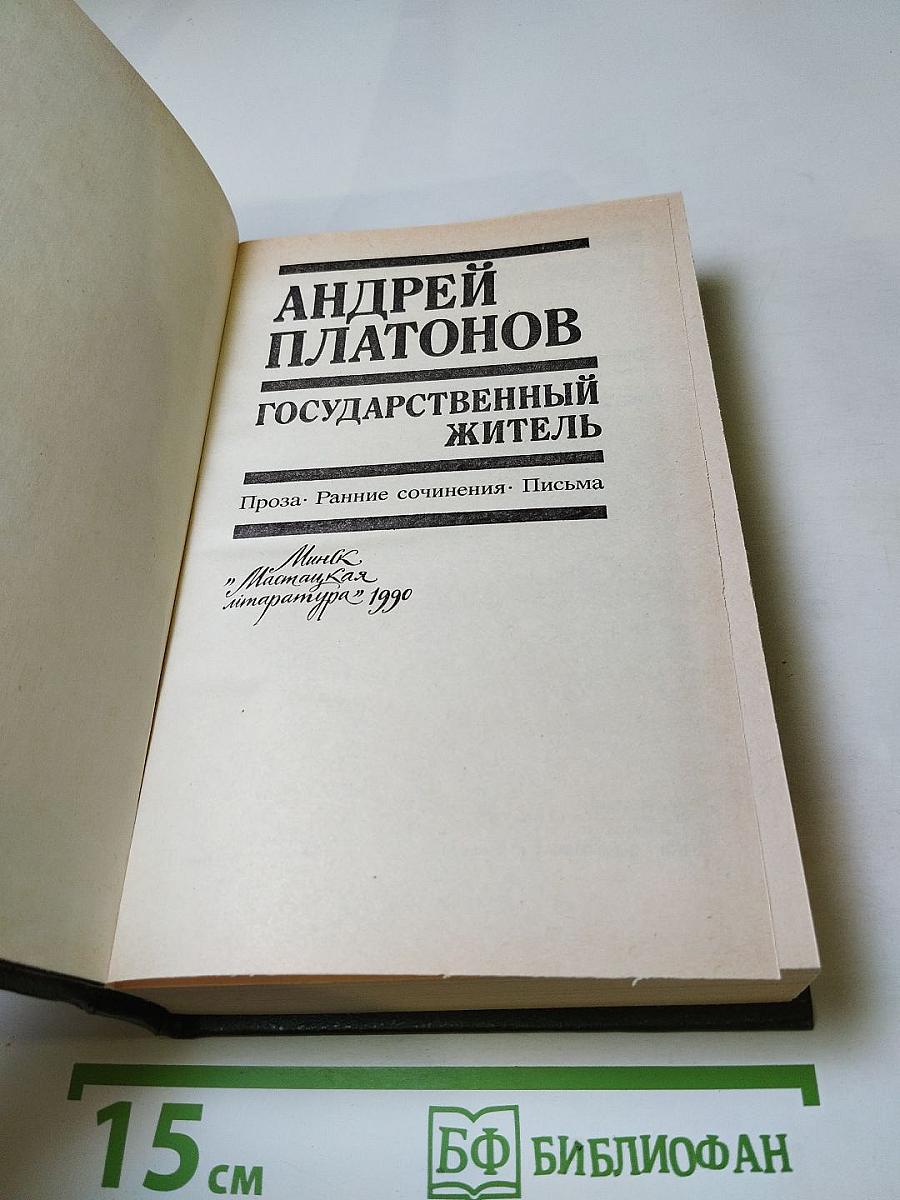 АНДРЕЙ
ПЛАТОНОВ
ГОСУДАРСТВЕННЫЙ
ЖИТЕЛЬ
Проза· Ранние сочинения· Письма
Минск
„Мастацкая
літаратура” 1990
15 см
БФ БИБЛИОФАН